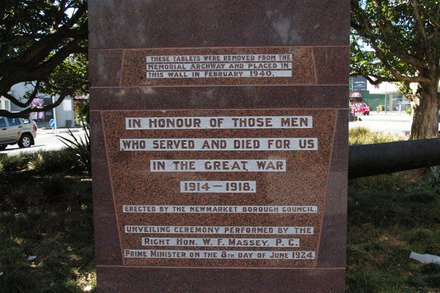 THESE TABLETS WERE REMOVED FROM THE
MEMORIAL ARCHWAY AND PLACED IN
THIS WALL IN FEBRUARY 1940.
IN HONOUR OF THOSE MEN
WHO SERVED AND DIED FOR US
IN THE GREAT WAR
1914-1918.
ERECTED BY THE NEWMARKET BOROUGH COUNCIL.
UNVEILING CEREMONY PERFORMED BY THE
RIGHT HON. W. F. MASSEY, P. C.,
PRIME MINISTER ON THE 8TH DAY OF JUNE 1924.